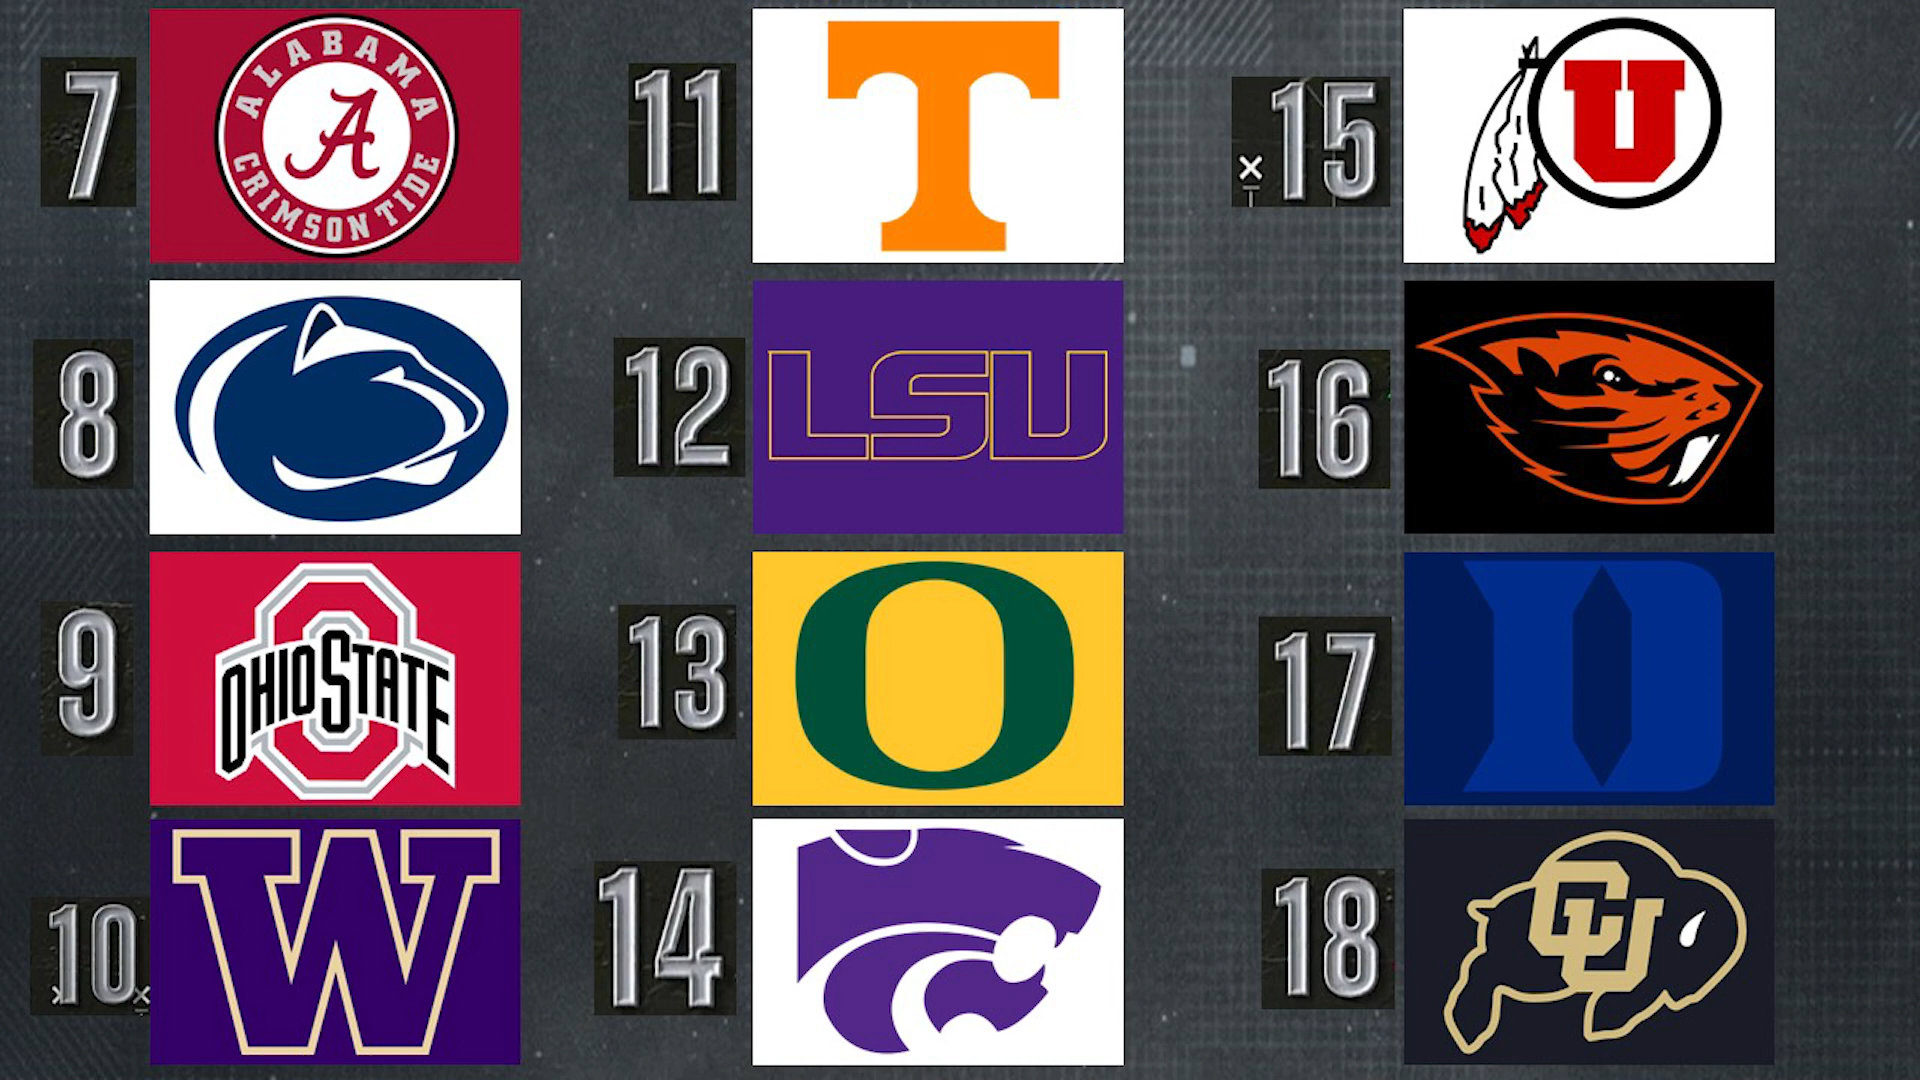 7
ALABAMA
A
CRIMSON TIDE
8
9
OHIO STATE
10
W
11
T
12
LSU
13
O
14
15
U
16
17
D
18
CU